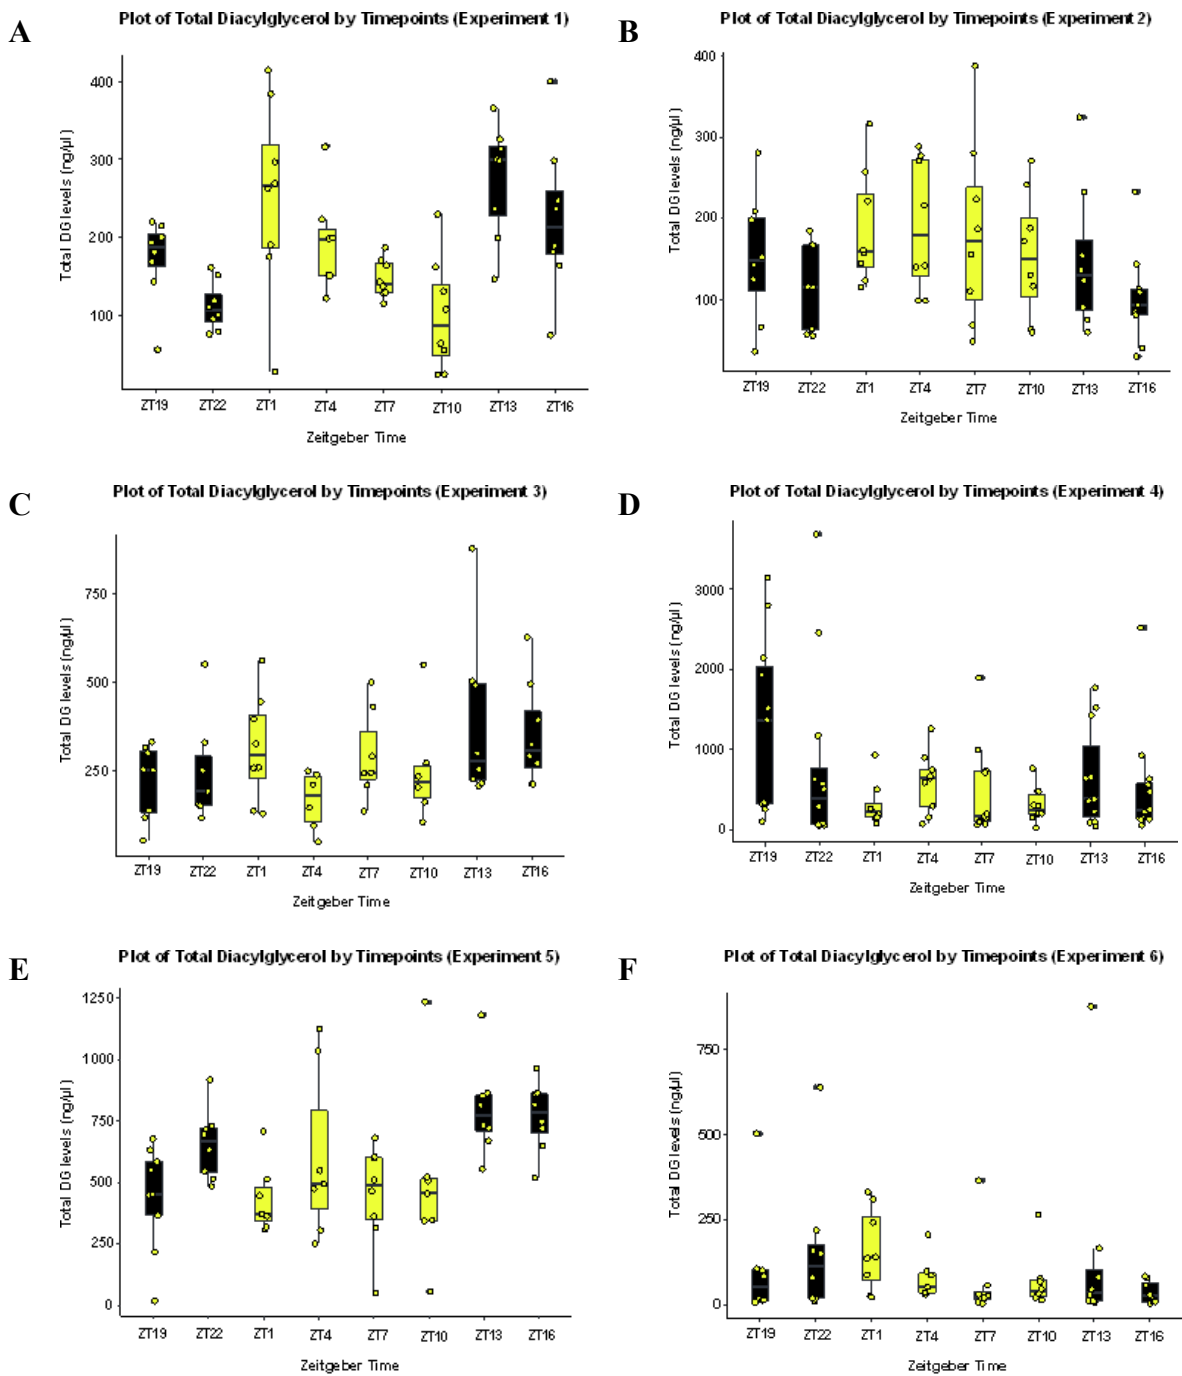 A
Plot of Total Diacylglycerol by Timepoints (Experiment 1)
Total DG levels (ng/µl)
400
300
200
100
ZT19 ZT22 ZT1 ZT4 ZT7 ZT10 ZT13 ZT16
Zeitgeber Time
B
Plot of Total Diacylglycerol by Timepoints (Experiment 2)
Total DG levels (ng/µl)
400
300
200
100
ZT19 ZT22 ZT1 ZT4 ZT7 ZT10 ZT13 ZT16
Zeitgeber Time
C
Plot of Total Diacylglycerol by Timepoints (Experiment 3)
Total DG levels (ng/µl)
750
500
250
ZT19 ZT22 ZT1 ZT4 ZT7 ZT10 ZT13 ZT16
Zeitgeber Time
D
Plot of Total Diacylglycerol by Timepoints (Experiment 4)
Total DG levels (ng/µl)
3000
2000
1000
0
ZT19 ZT22 ZT1 ZT4 ZT7 ZT10 ZT13 ZT16
Zeitgeber Time
E
Plot of Total Diacylglycerol by Timepoints (Experiment 5)
Total DG levels (ng/µl)
1250
1000
750
500
250
0
ZT19 ZT22 ZT1 ZT4 ZT7 ZT10 ZT13 ZT16
Zeitgeber Time
F
Plot of Total Diacylglycerol by Timepoints (Experiment 6)
Total DG levels (ng/µl)
750
500
250
0
ZT19 ZT22 ZT1 ZT4 ZT7 ZT10 ZT13 ZT16
Zeitgeber Time